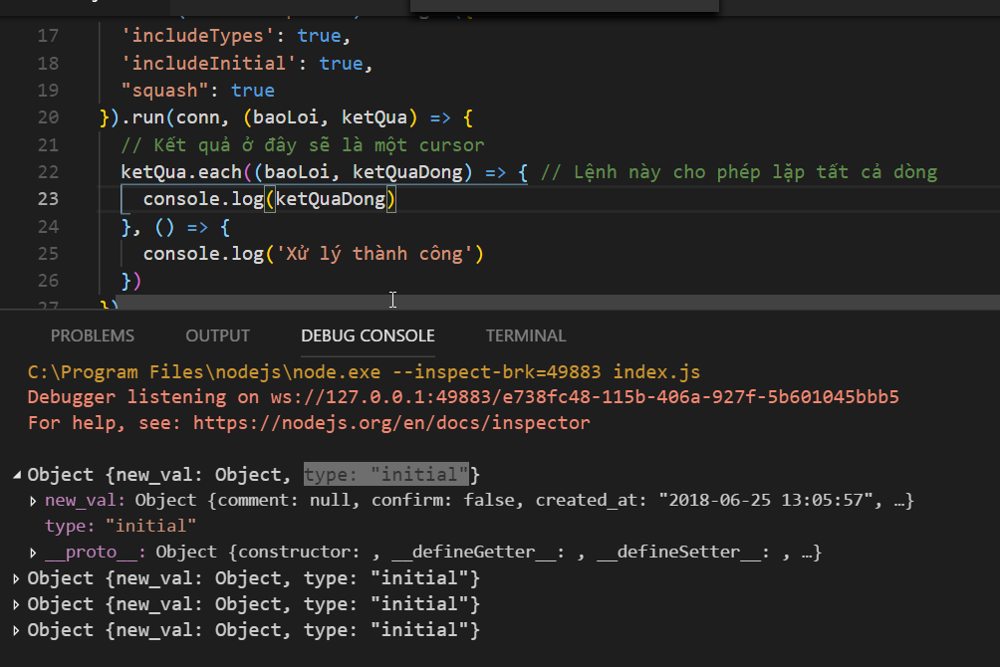 17 'includeTypes': true,
18 'includeInitial': true,
19 "squash": true
20 }).run(conn, (baoLoi, ketQua) => {
21 // Kết quả ở đây sẽ là một cursor
22 ketQua.each((baoLoi, ketQuaDong) => { // Lệnh này cho phép lặp tất cả dòng
23 console.log(ketQuaDong)
24 }, () => {
25 console.log('Xử lý thành công')
26 })
27 })
PROBLEMS OUTPUT DEBUG CONSOLE TERMINAL
C:\Program Files\nodejs\node.exe --inspect-brk=49883 index.js
Debugger listening on ws://127.0.0.1:49883/e738fc48-115b-406a-927f-5b601045bbb5
For help, see: https://nodejs.org/en/docs/inspector
Object {new_val: Object, type: "initial"}
new_val: Object {comment: null, confirm: false, created_at: "2018-06-25 13:05:57", …}
type: "initial"
__proto__: Object {constructor: , __defineGetter__: , __defineSetter__: , …}
Object {new_val: Object, type: "initial"}
Object {new_val: Object, type: "initial"}
Object {new_val: Object, type: "initial"}